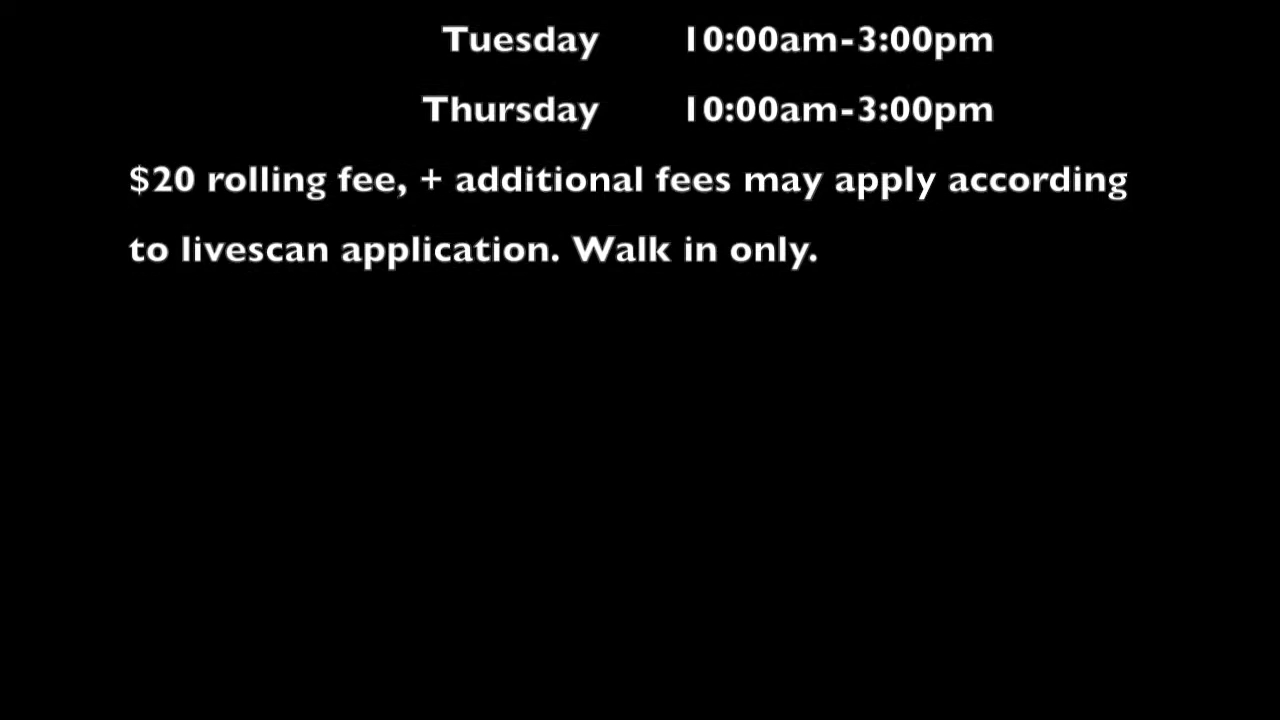 Tuesday 10:00am-3:00pm
Thursday 10:00am-3:00pm
$20 rolling fee, + additional fees may apply according
to livescan application. Walk in only.